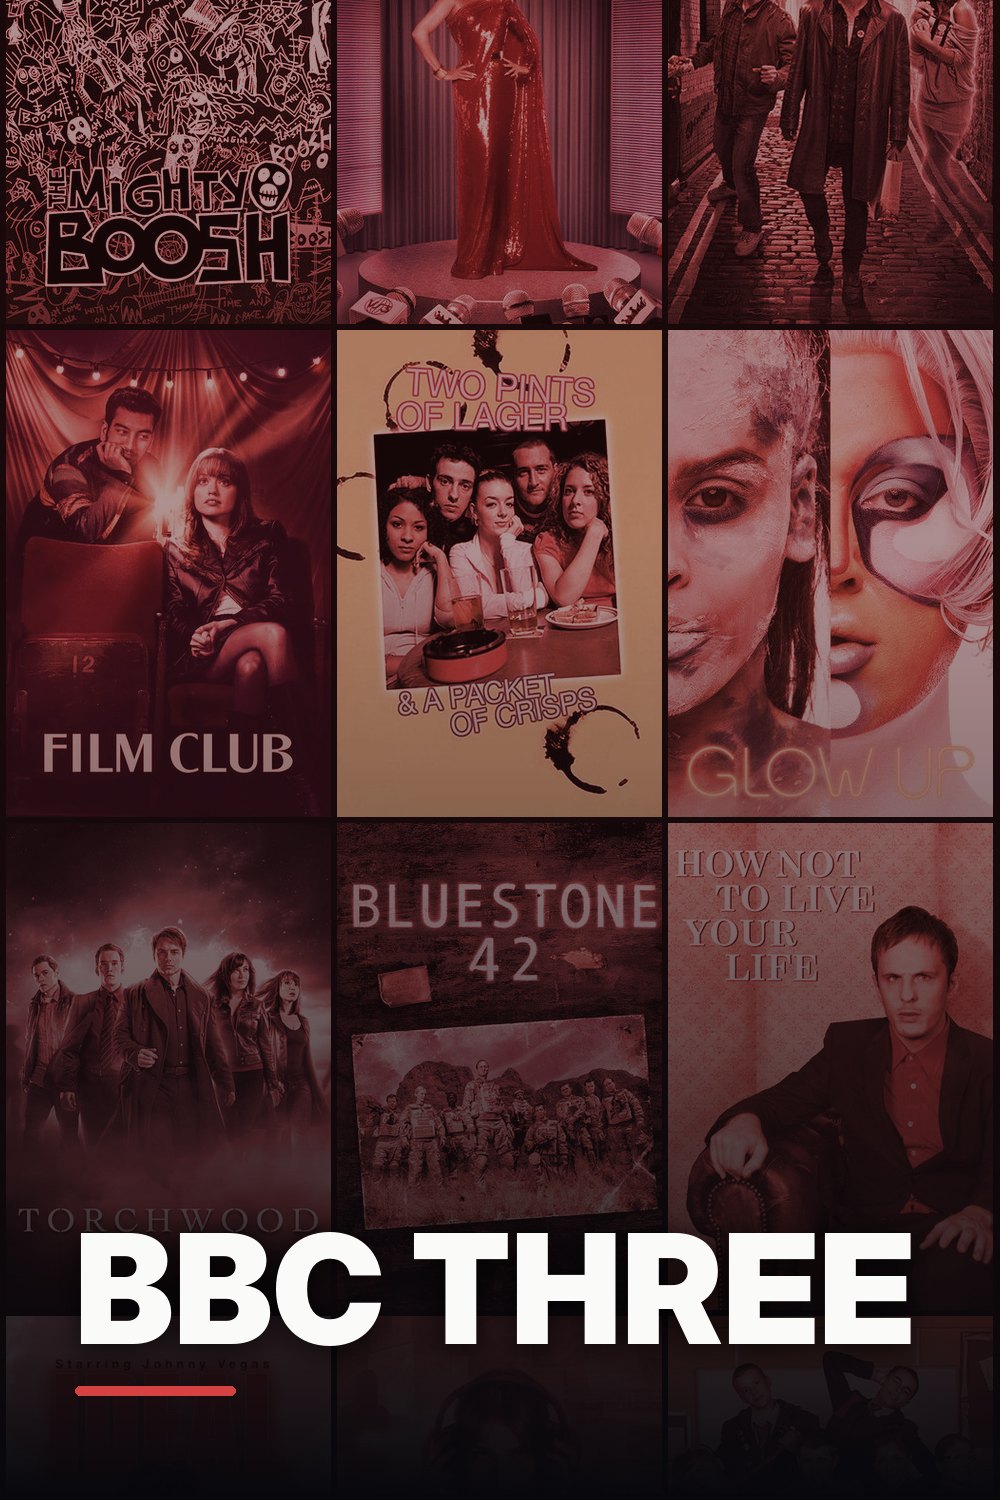 THE MIGHTY
BOOSH
FILM CLUB
TWO PINTS
OF LAGER
& A PACKET
OF CRISPS
GLOW UP
TORCHWOOD
BLUESTONE
42
HOW NOT
TO LIVE
YOUR
LIFE
BBC THREE
Starring Johnny Vegas